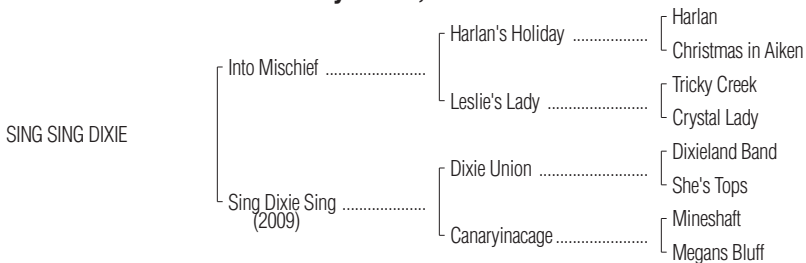 Harlan
Harlan's Holiday ..................
Christmas in Aiken
Into Mischief ........................
Tricky Creek
Leslie's Lady ........................
Crystal Lady
SING SING DIXIE
Dixieland Band
Dixie Union ..........................
She's Tops
Sing Dixie Sing ....................
(2009)
Mineshaft
Canaryinacage ......................
Megans Bluff